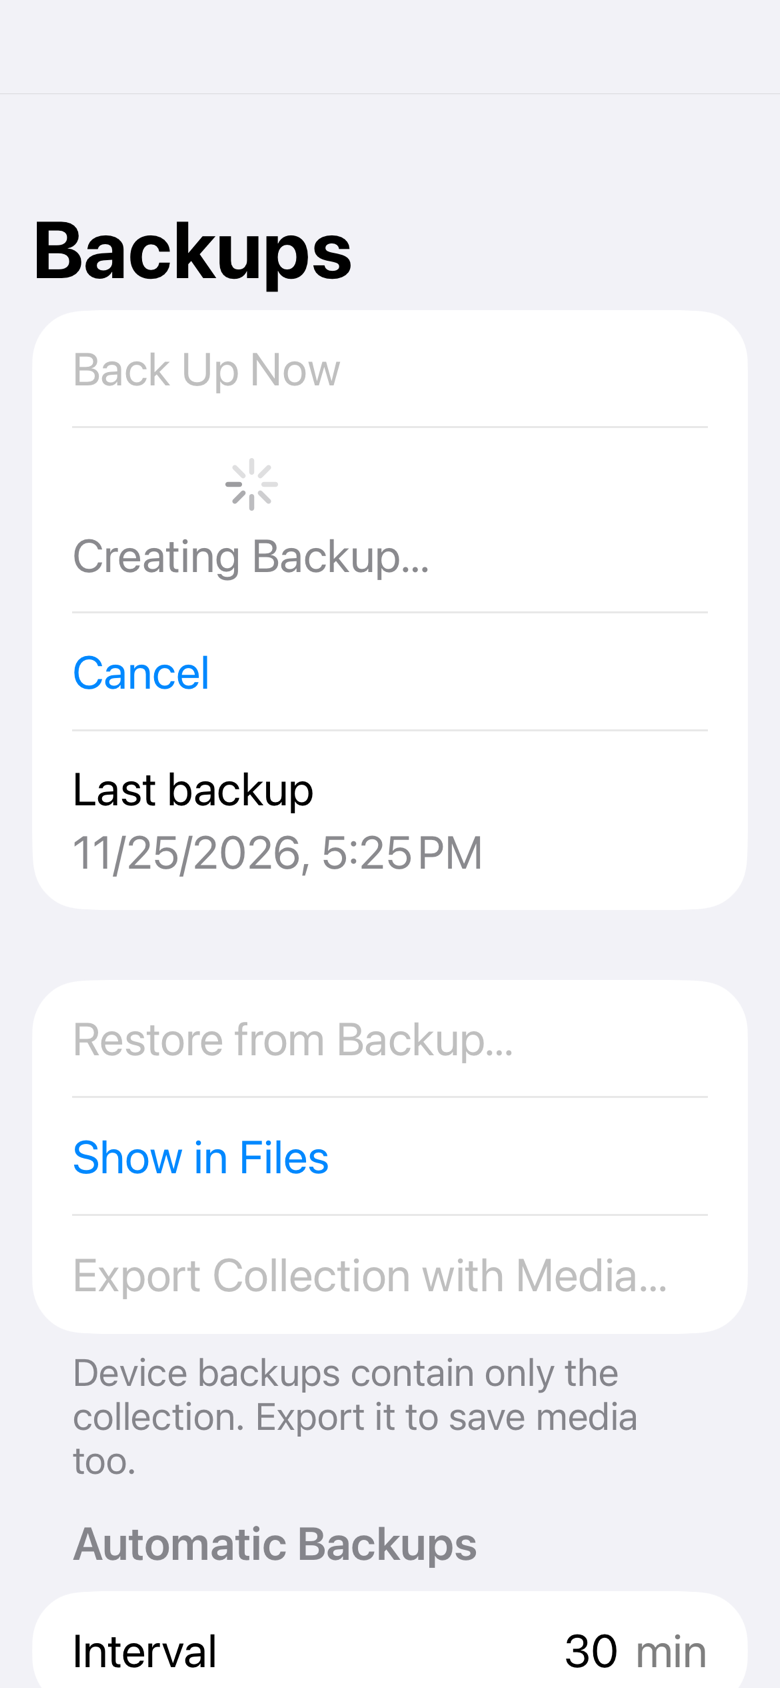 Backups
Back Up Now
Creating Backup...
Cancel
Last backup
11/25/2026, 5:25 PM
Restore from Backup...
Show in Files
Export Collection with Media...
Device backups contain only the
collection. Export it to save media
too.
Automatic Backups
Interval 30 min